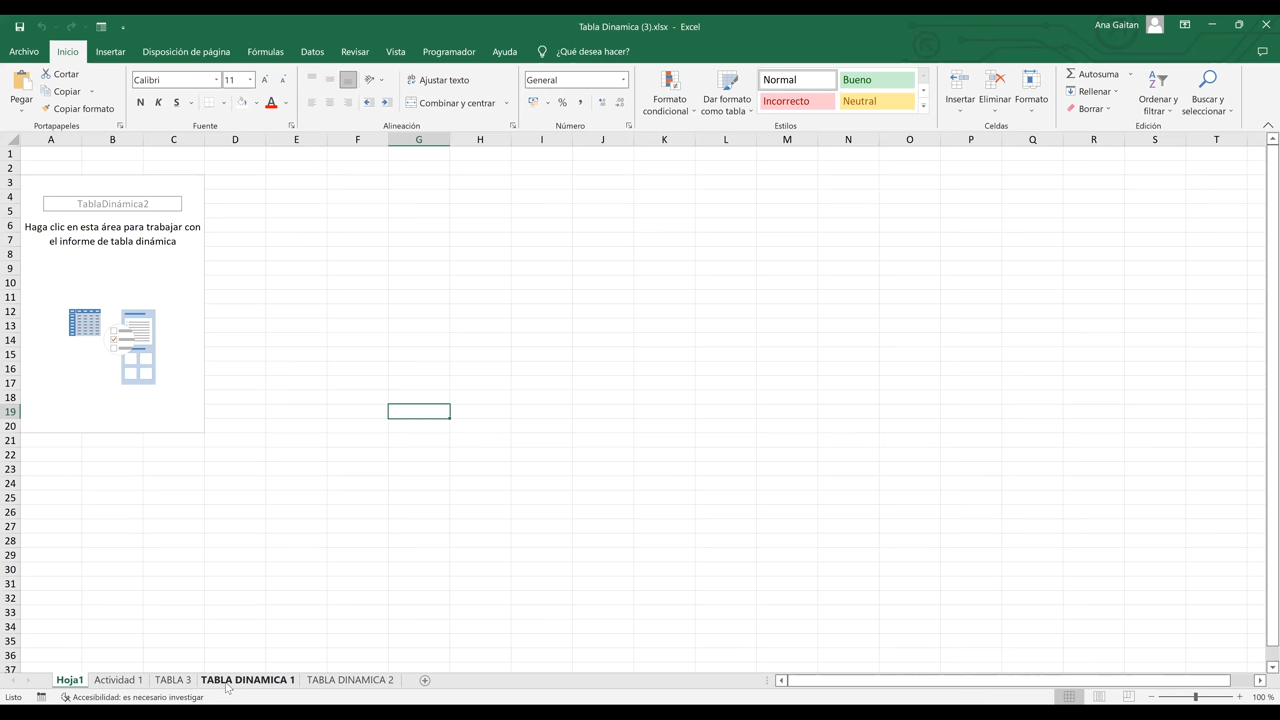 Tabla Dinamica (3).xlsx - Excel
Ana Gaitan
Archivo Inicio Insertar Disposición de página Fórmulas Datos Revisar Vista Programador Ayuda ¿Qué desea hacer?
Pegar
Cortar
Copiar
Copiar formato
Portapapeles
Calibri 11
N K S
Fuente
Ajustar texto
Combinar y centrar
Alineación
General
% 000
Número
Formato condicional
Dar formato como tabla
Normal Bueno
Incorrecto Neutral
Estilos
Insertar Eliminar Formato
Celdas
Autosuma
Rellenar
Borrar
Ordenar y filtrar
Buscar y seleccionar
Edición
A B C D E F G H I J K L M N O P Q R S T
1
2
3
4
5
6
7
8
9
10
11
12
13
14
15
16
17
18
19
20
21
22
23
24
25
26
27
28
29
30
31
32
33
34
35
36
37
TablaDinámica2
Haga clic en esta área para trabajar con
el informe de tabla dinámica
Hoja1 Actividad 1 TABLA 3 TABLA DINAMICA 1 TABLA DINAMICA 2
Listo Accesibilidad: es necesario investigar 100 %